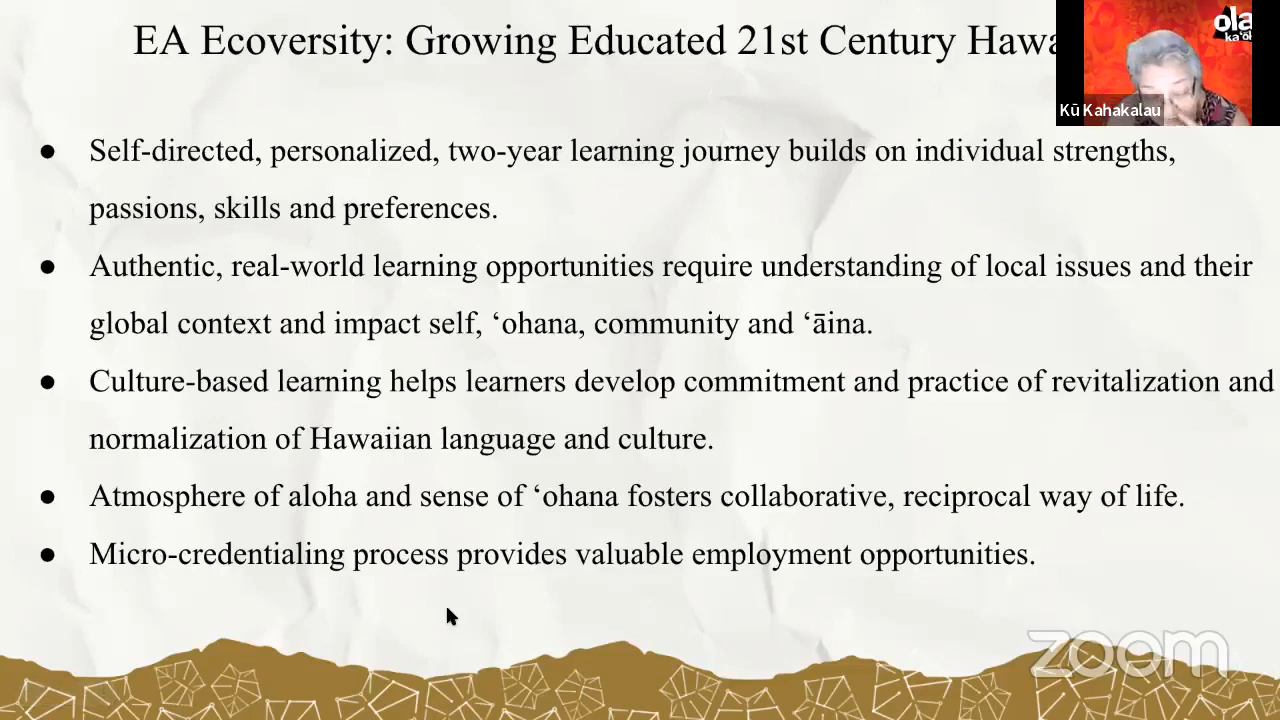 EA Ecoversity: Growing Educated 21st Century
ola
Kū Kahakalau
● Self-directed, personalized, two-year learning journey builds on individual strengths,
passions, skills and preferences.
● Authentic, real-world learning opportunities require understanding of local issues and their
global context and impact self, ʻohana, community and ʻāina.
● Culture-based learning helps learners develop commitment and practice of revitalization and
normalization of Hawaiian language and culture.
● Atmosphere of aloha and sense of ʻohana fosters collaborative, reciprocal way of life.
● Micro-credentialing process provides valuable employment opportunities.
zoom